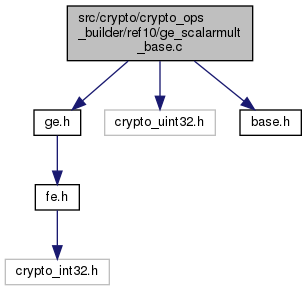 src/crypto/crypto_ops
_builder/ref10/ge_scalarmult
_base.c
ge.h
crypto_uint32.h
base.h
fe.h
crypto_int32.h